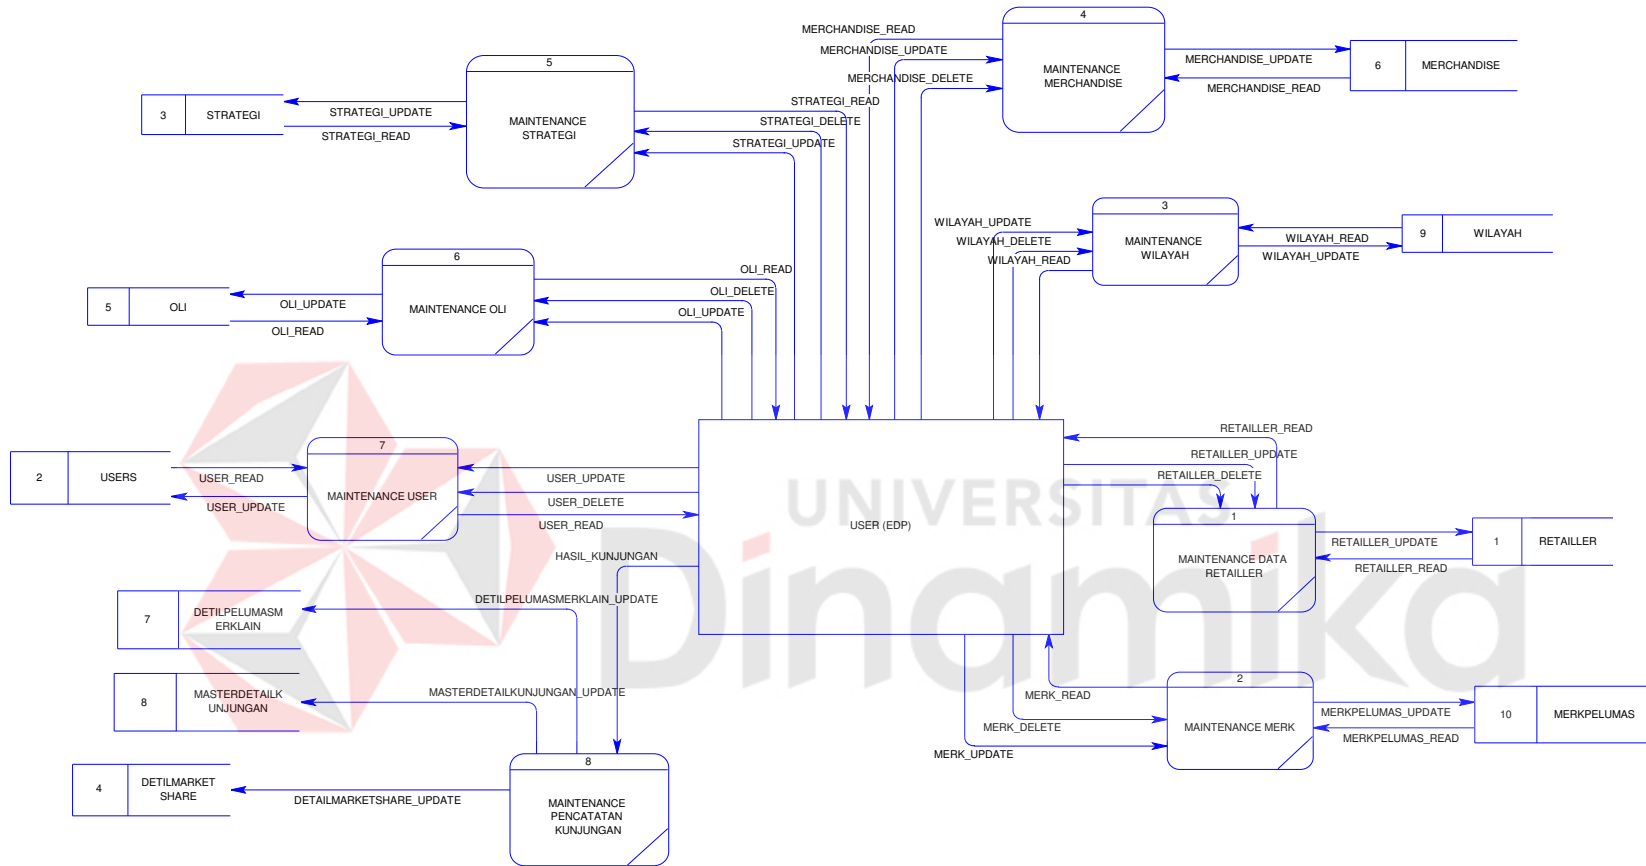 4
MERCHANDISE_READ
MERCHANDISE_UPDATE
MERCHANDISE_DELETE
MAINTENANCE
MERCHANDISE
MERCHANDISE_UPDATE
MERCHANDISE_READ
6
MERCHANDISE
5
MAINTENANCE
STRATEGI
3
STRATEGI
STRATEGI_UPDATE
STRATEGI_READ
STRATEGI_READ
STRATEGI_DELETE
STRATEGI_UPDATE
3
MAINTENANCE
WILAYAH
WILAYAH_UPDATE
WILAYAH_DELETE
WILAYAH_READ
WILAYAH_READ
WILAYAH_UPDATE
9
WILAYAH
6
MAINTENANCE OLI
5
OLI
OLI_UPDATE
OLI_READ
OLI_READ
OLI_DELETE
OLI_UPDATE
7
MAINTENANCE USER
2
USERS
USER_READ
USER_UPDATE
USER_UPDATE
USER_DELETE
USER_READ
USER (EDP)
UNIVERSITAS
Dinamika
RETAILLER_READ
RETAILLER_UPDATE
RETAILLER_DELETE
1
MAINTENANCE DATA
RETAILLER
RETAILLER_UPDATE
RETAILLER_READ
1
RETAILLER
HASIL_KUNJUNGAN
DETILPELUMASMERKLAIN_UPDATE
7
DETILPELUMASM
ERKLAIN
8
MASTERDETAILK
UNJUNGAN
MASTERDETAILKUNJUNGAN_UPDATE
MERK_READ
MERK_DELETE
MERK_UPDATE
2
MAINTENANCE MERK
MERKPELUMAS_UPDATE
MERKPELUMAS_READ
10
MERKPELUMAS
4
DETILMARKET
SHARE
DETAILMARKETSHARE_UPDATE
8
MAINTENANCE
PENCATATAN
KUNJUNGAN